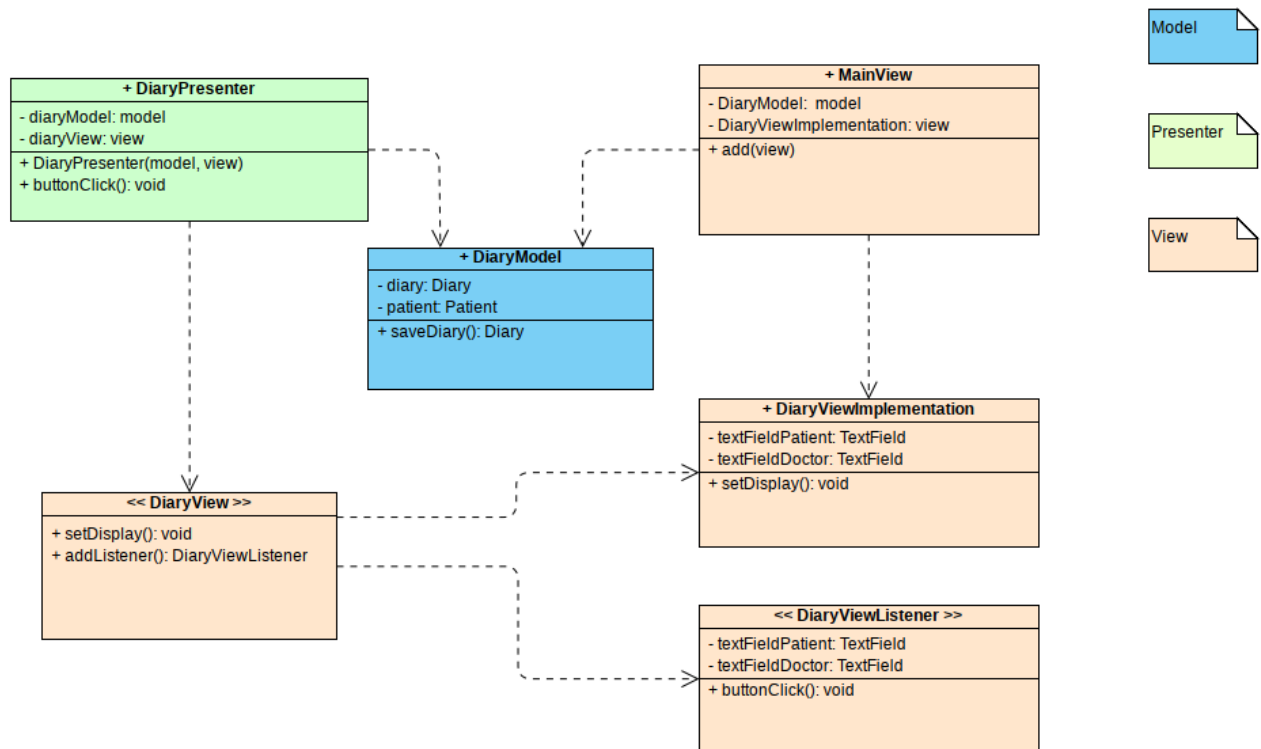 + DiaryPresenter
- diaryModel: model
- diaryView: view
+ DiaryPresenter(model, view)
+ buttonClick(): void
+ MainView
- DiaryModel:  model
- DiaryViewImplementation: view
+ add(view)
Model
Presenter
View
+ DiaryModel
- diary: Diary
- patient: Patient
+ saveDiary(): Diary
+ DiaryViewImplementation
- textFieldPatient: TextField
- textFieldDoctor: TextField
+ setDisplay(): void
<< DiaryView >>
+ setDisplay(): void
+ addListener(): DiaryViewListener
<< DiaryViewListener >>
- textFieldPatient: TextField
- textFieldDoctor: TextField
+ buttonClick(): void